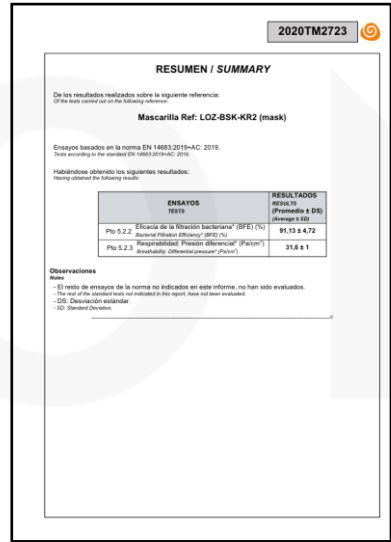 2020TM2723
RESUMEN / SUMMARY
De los resultados realizados sobre la siguiente referencia:
Of the tests carried out on the following reference:
Mascarilla Ref: LOZ-BSK-KR2 (mask)
Ensayos basados en la norma EN 14683:2019+AC: 2019.
Tests according to the standard EN 14683:2019+AC: 2019.
Habiéndose obtenido los siguientes resultados:
Having obtained the following results:
ENSAYOS
TESTS
RESULTADOS
RESULTS
(Promedio ± DS)
(Average ± SD)
Pto 5.2.2 Eficacia de la filtración bacteriana* (BFE) (%)
Bacterial Filtration Efficiency* (BFE) (%)
91,13 ± 4,72
Pto 5.2.3 Respirabilidad: Presión diferencial* (Pa/cm²)
Breathability: Differential pressure* (Pa/cm²)
31,6 ± 1
Observaciones
Notes
- El resto de ensayos de la norma no indicados en este informe, no han sido evaluados.
- The rest of the standard tests not indicated in this report, have not been evaluated.
- DS: Desviación estándar.
- SD: Standard Deviation.